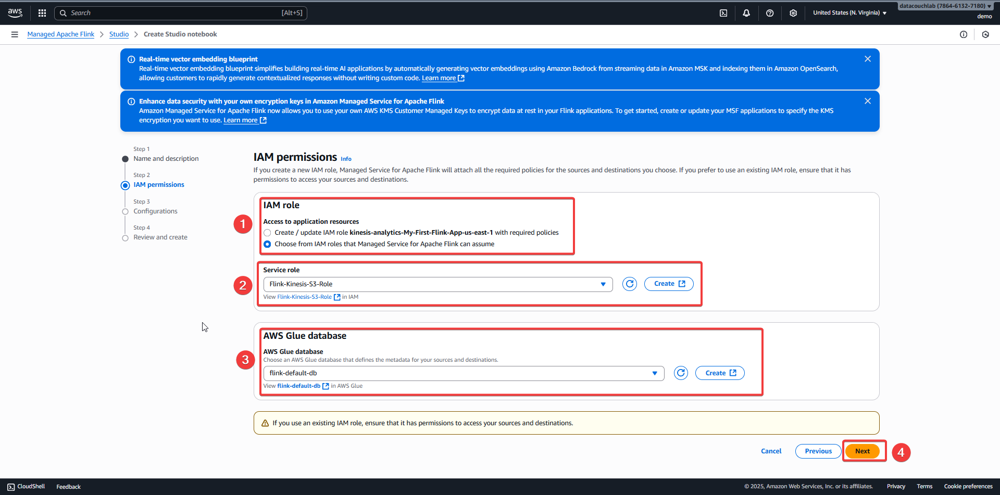 aws
Search [Alt+S]
United States (N. Virginia)
datacouchlab (7864-6132-7180)
demo
Managed Apache Flink
Studio
Create Studio notebook
Real-time vector embedding blueprint
Real-time vector embedding blueprint simplifies building real-time AI applications by automatically generating vector embeddings using Amazon Bedrock from streaming data in Amazon MSK and indexing them in Amazon OpenSearch,
allowing customers to rapidly generate contextualized responses without writing custom code. Learn more
Enhance data security with your own encryption keys in Amazon Managed Service for Apache Flink
Amazon Managed Service for Apache Flink now allows you to use your own AWS KMS Customer Managed Keys to encrypt data at rest in your Flink applications. To get started, create or update your MSF applications to specify the KMS
encryption you want to use. Learn more
Step 1
Name and description
Step 2
IAM permissions
Step 3
Configurations
Step 4
Review and create
IAM permissions Info
If you create a new IAM role, Managed Service for Apache Flink will attach all the required policies for the sources and destinations you choose. If you prefer to use an existing IAM role, ensure that it has
permissions to access your sources and destinations.
1
IAM role
Access to application resources
Create / update IAM role kinesis-analytics-My-First-Flink-App-us-east-1 with required policies
Choose from IAM roles that Managed Service for Apache Flink can assume
2
Service role
Flink-Kinesis-S3-Role
Create
View Flink-Kinesis-S3-Role in IAM
3
AWS Glue database
AWS Glue database
Choose an AWS Glue database that defines the metadata for your sources and destinations.
flink-default-db
Create
View flink-default-db in AWS Glue
If you use an existing IAM role, ensure that it has permissions to access your sources and destinations.
Cancel
Previous
Next
4
CloudShell
Feedback
© 2025, Amazon Web Services, Inc. or its affiliates.
Privacy
Terms
Cookie preferences